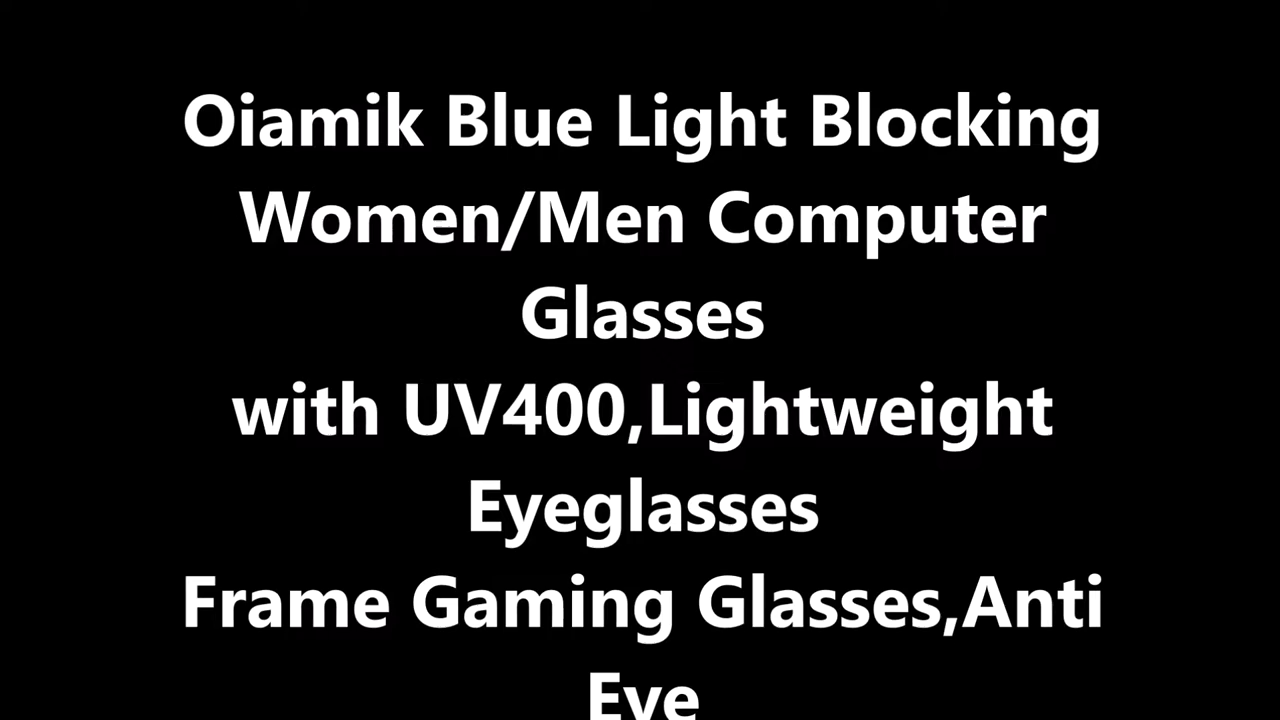 Oiamik Blue Light Blocking
Women/Men Computer
Glasses
with UV400,Lightweight
Eyeglasses
Frame Gaming Glasses,Anti
Eye